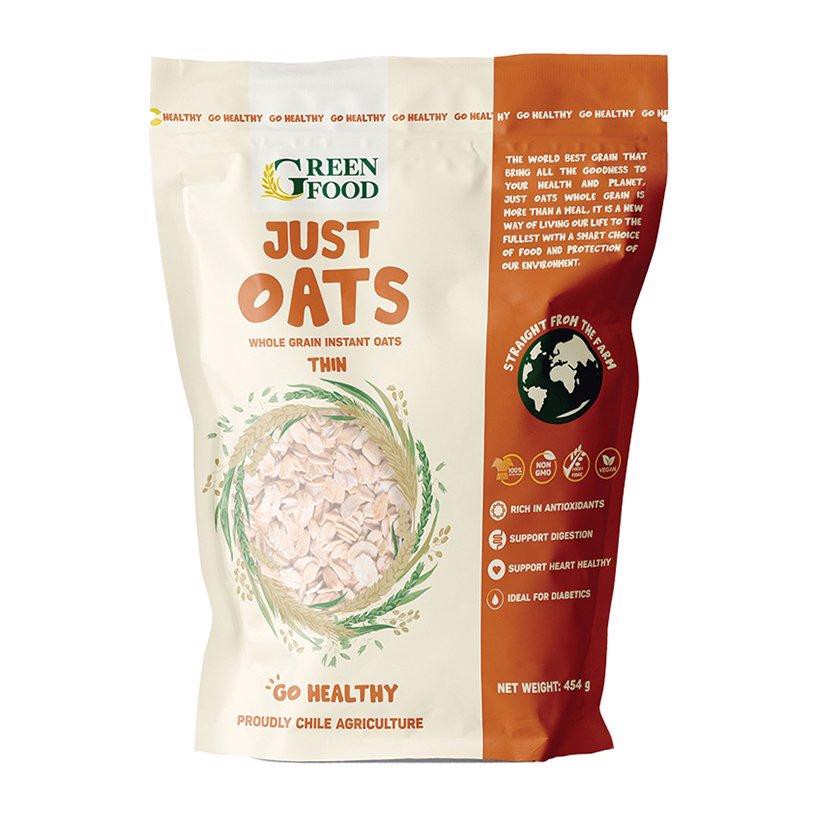 HEALTHY GO HEALTHY GO HEALTHY GO HEALTHY GO HEALTHY GO HEALTHY GO HEALTHY GO HEALTHY GO HE
GREEN
FOOD
JUST
OATS
WHOLE GRAIN INSTANT OATS
THIN
GO HEALTHY
PROUDLY CHILE AGRICULTURE
THE WORLD BEST GRAIN THAT
BRING ALL THE GOODNESS TO
YOUR HEALTH AND PLANET,
JUST OATS WHOLE GRAIN IS
MORE THAN A MEAL, IT IS A NEW
WAY OF LIVING OUR LIFE TO THE
FULLEST WITH A SMART CHOICE
OF FOOD AND PROTECTION OF
OUR ENVIRONMENT.
STRAIGHT FROM THE FARM
100%
NON
GMO
HIGH
FIBRE
VEGAN
RICH IN ANTIOXIDANTS
SUPPORT DIGESTION
SUPPORT HEART HEALTHY
IDEAL FOR DIABETICS
NET WEIGHT: 454 g